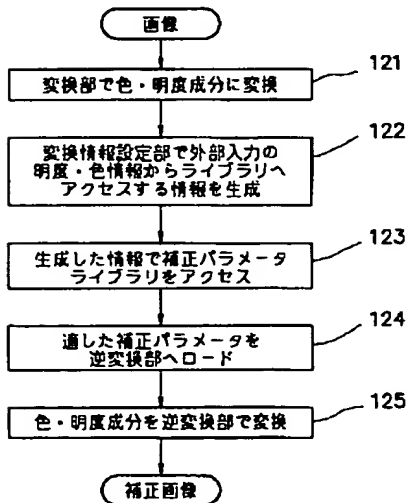 画像
変換部で色・明度成分に変換
121
変換情報設定部で外部入力の
明度・色情報からライブラリへ
アクセスする情報を生成
122
生成した情報で補正パラメータ
ライブラリをアクセス
123
適した補正パラメータを
逆変換部へロード
124
色・明度成分を逆変換部で変換
125
補正画像